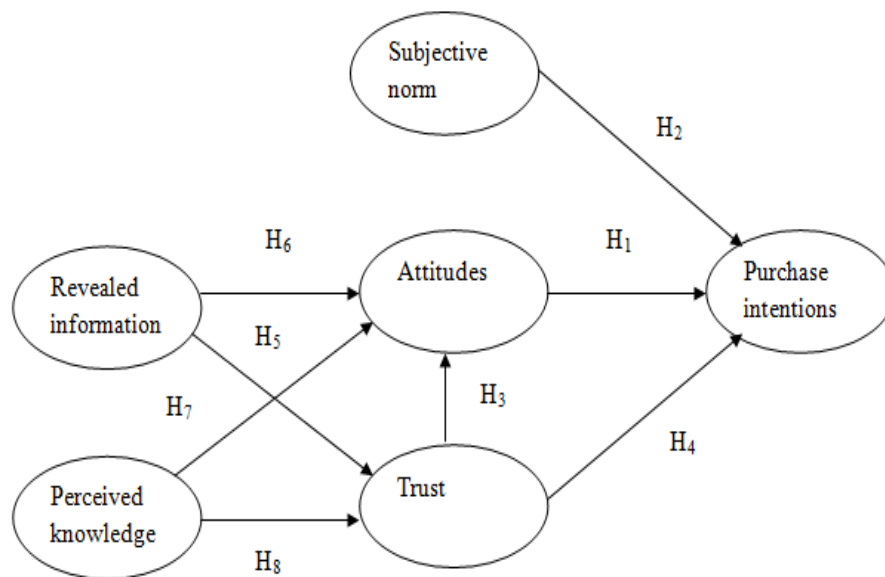 Subjective
norm
H₂
H₆
H₁
Revealed
information
Attitudes
Purchase
intentions
H₅
H₇
H₃
H₄
Perceived
knowledge
Trust
H₈